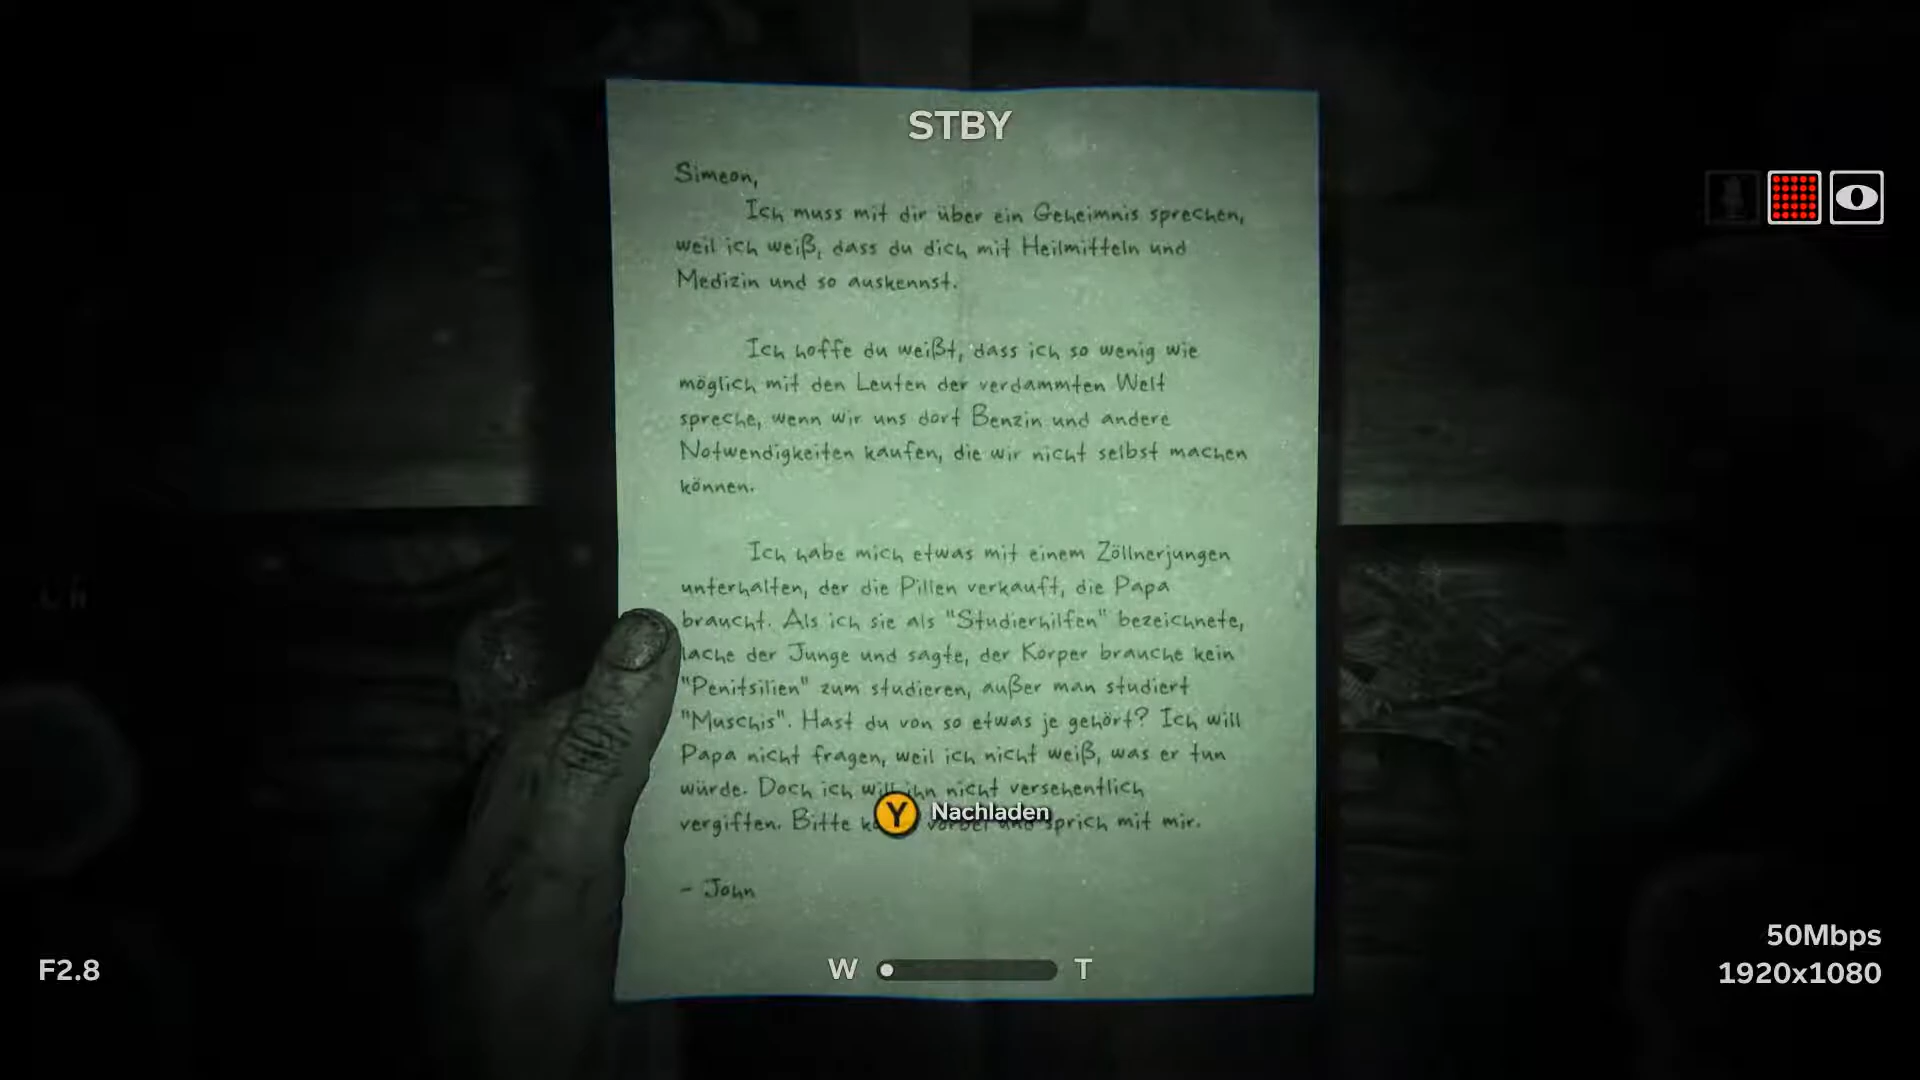 STBY
Simeon,
Ich muss mit dir über ein Geheimnis sprechen,
weil ich weiß, dass du dich mit Heilmitteln und
Medizin und so auskennst.
Ich hoffe du weißt, dass ich so wenig wie
möglich mit den Leuten der verdammten Welt
spreche, wenn wir uns dort Benzin und andere
Notwendigkeiten kaufen, die wir nicht selbst machen
können.
Ich habe mich etwas mit einem Zöllnerjungen
unterhalten, der die Pillen verkauft, die Papa
braucht. Als ich sie als "Studierhilfen" bezeichnete,
lache der Junge und sagte, der Körper brauche kein
"Penitsilien" zum studieren, außer man studiert
"Muschis". Hast du von so etwas je gehört? Ich will
Papa nicht fragen, weil ich nicht weiß, was er tun
würde. Doch ich will ihn nicht versehentlich
Y Nachladen
vergiften. Bitte vorbei und sprich mit mir.
- John
F2.8
W T
50Mbps
1920x1080